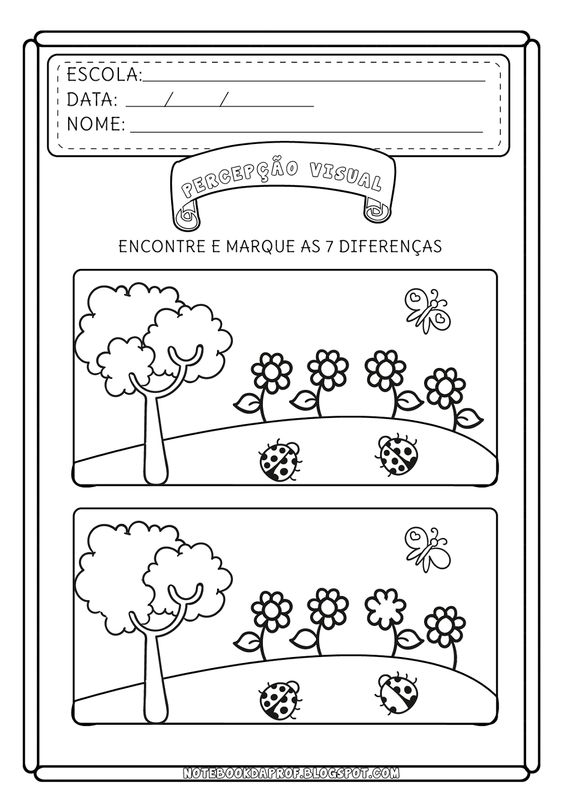 ESCOLA:
DATA: / /
NOME:
PERCEPÇÃO VISUAL
ENCONTRE E MARQUE AS 7 DIFERENÇAS
NOTEBOOKDAPROF.BLOGSPOT.COM